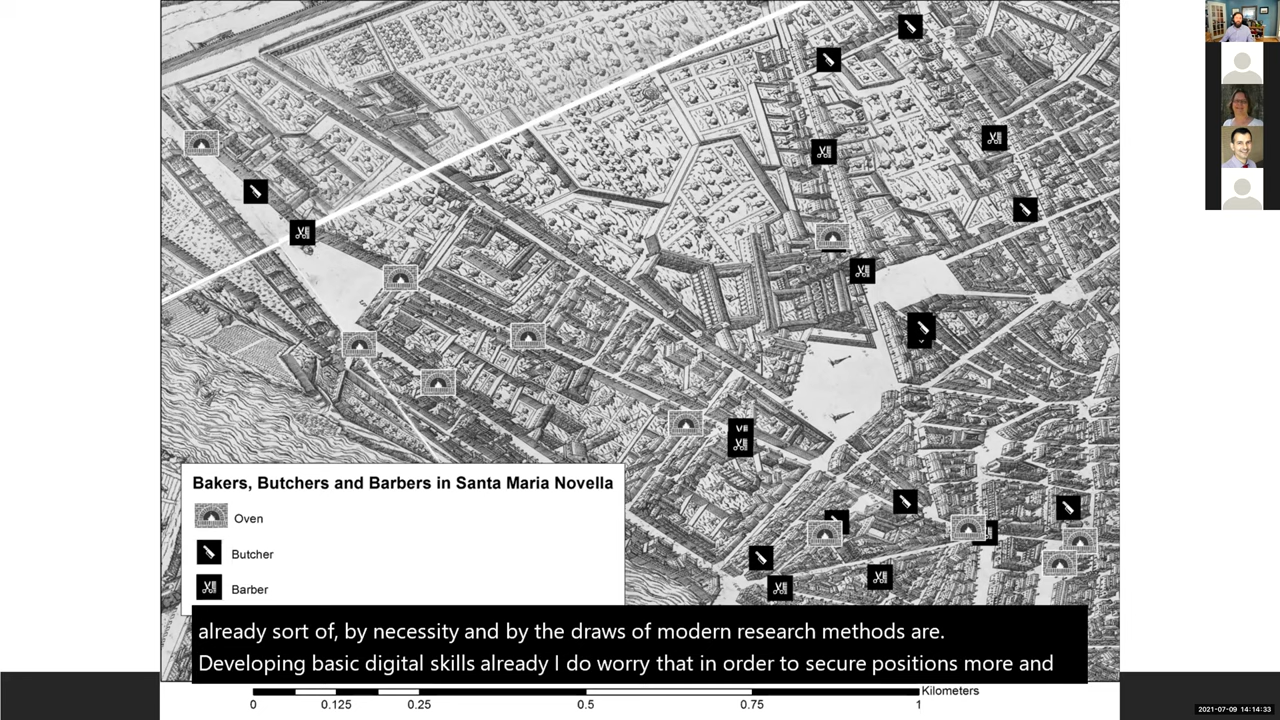 Bakers, Butchers and Barbers in Santa Maria Novella
Oven
Butcher
Barber
already sort of, by necessity and by the draws of modern research methods are.
Developing basic digital skills already I do worry that in order to secure positions more and
Kilometers
0 0.125 0.25 0.5 0.75 1
2021-07-09 14:14:33